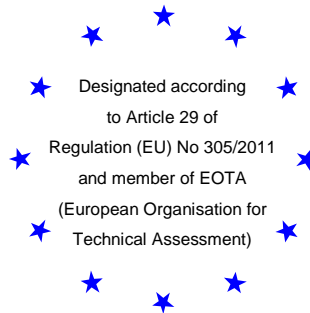 Designated according
to Article 29 of
Regulation (EU) No 305/2011
and member of EOTA
(European Organisation for
Technical Assessment)